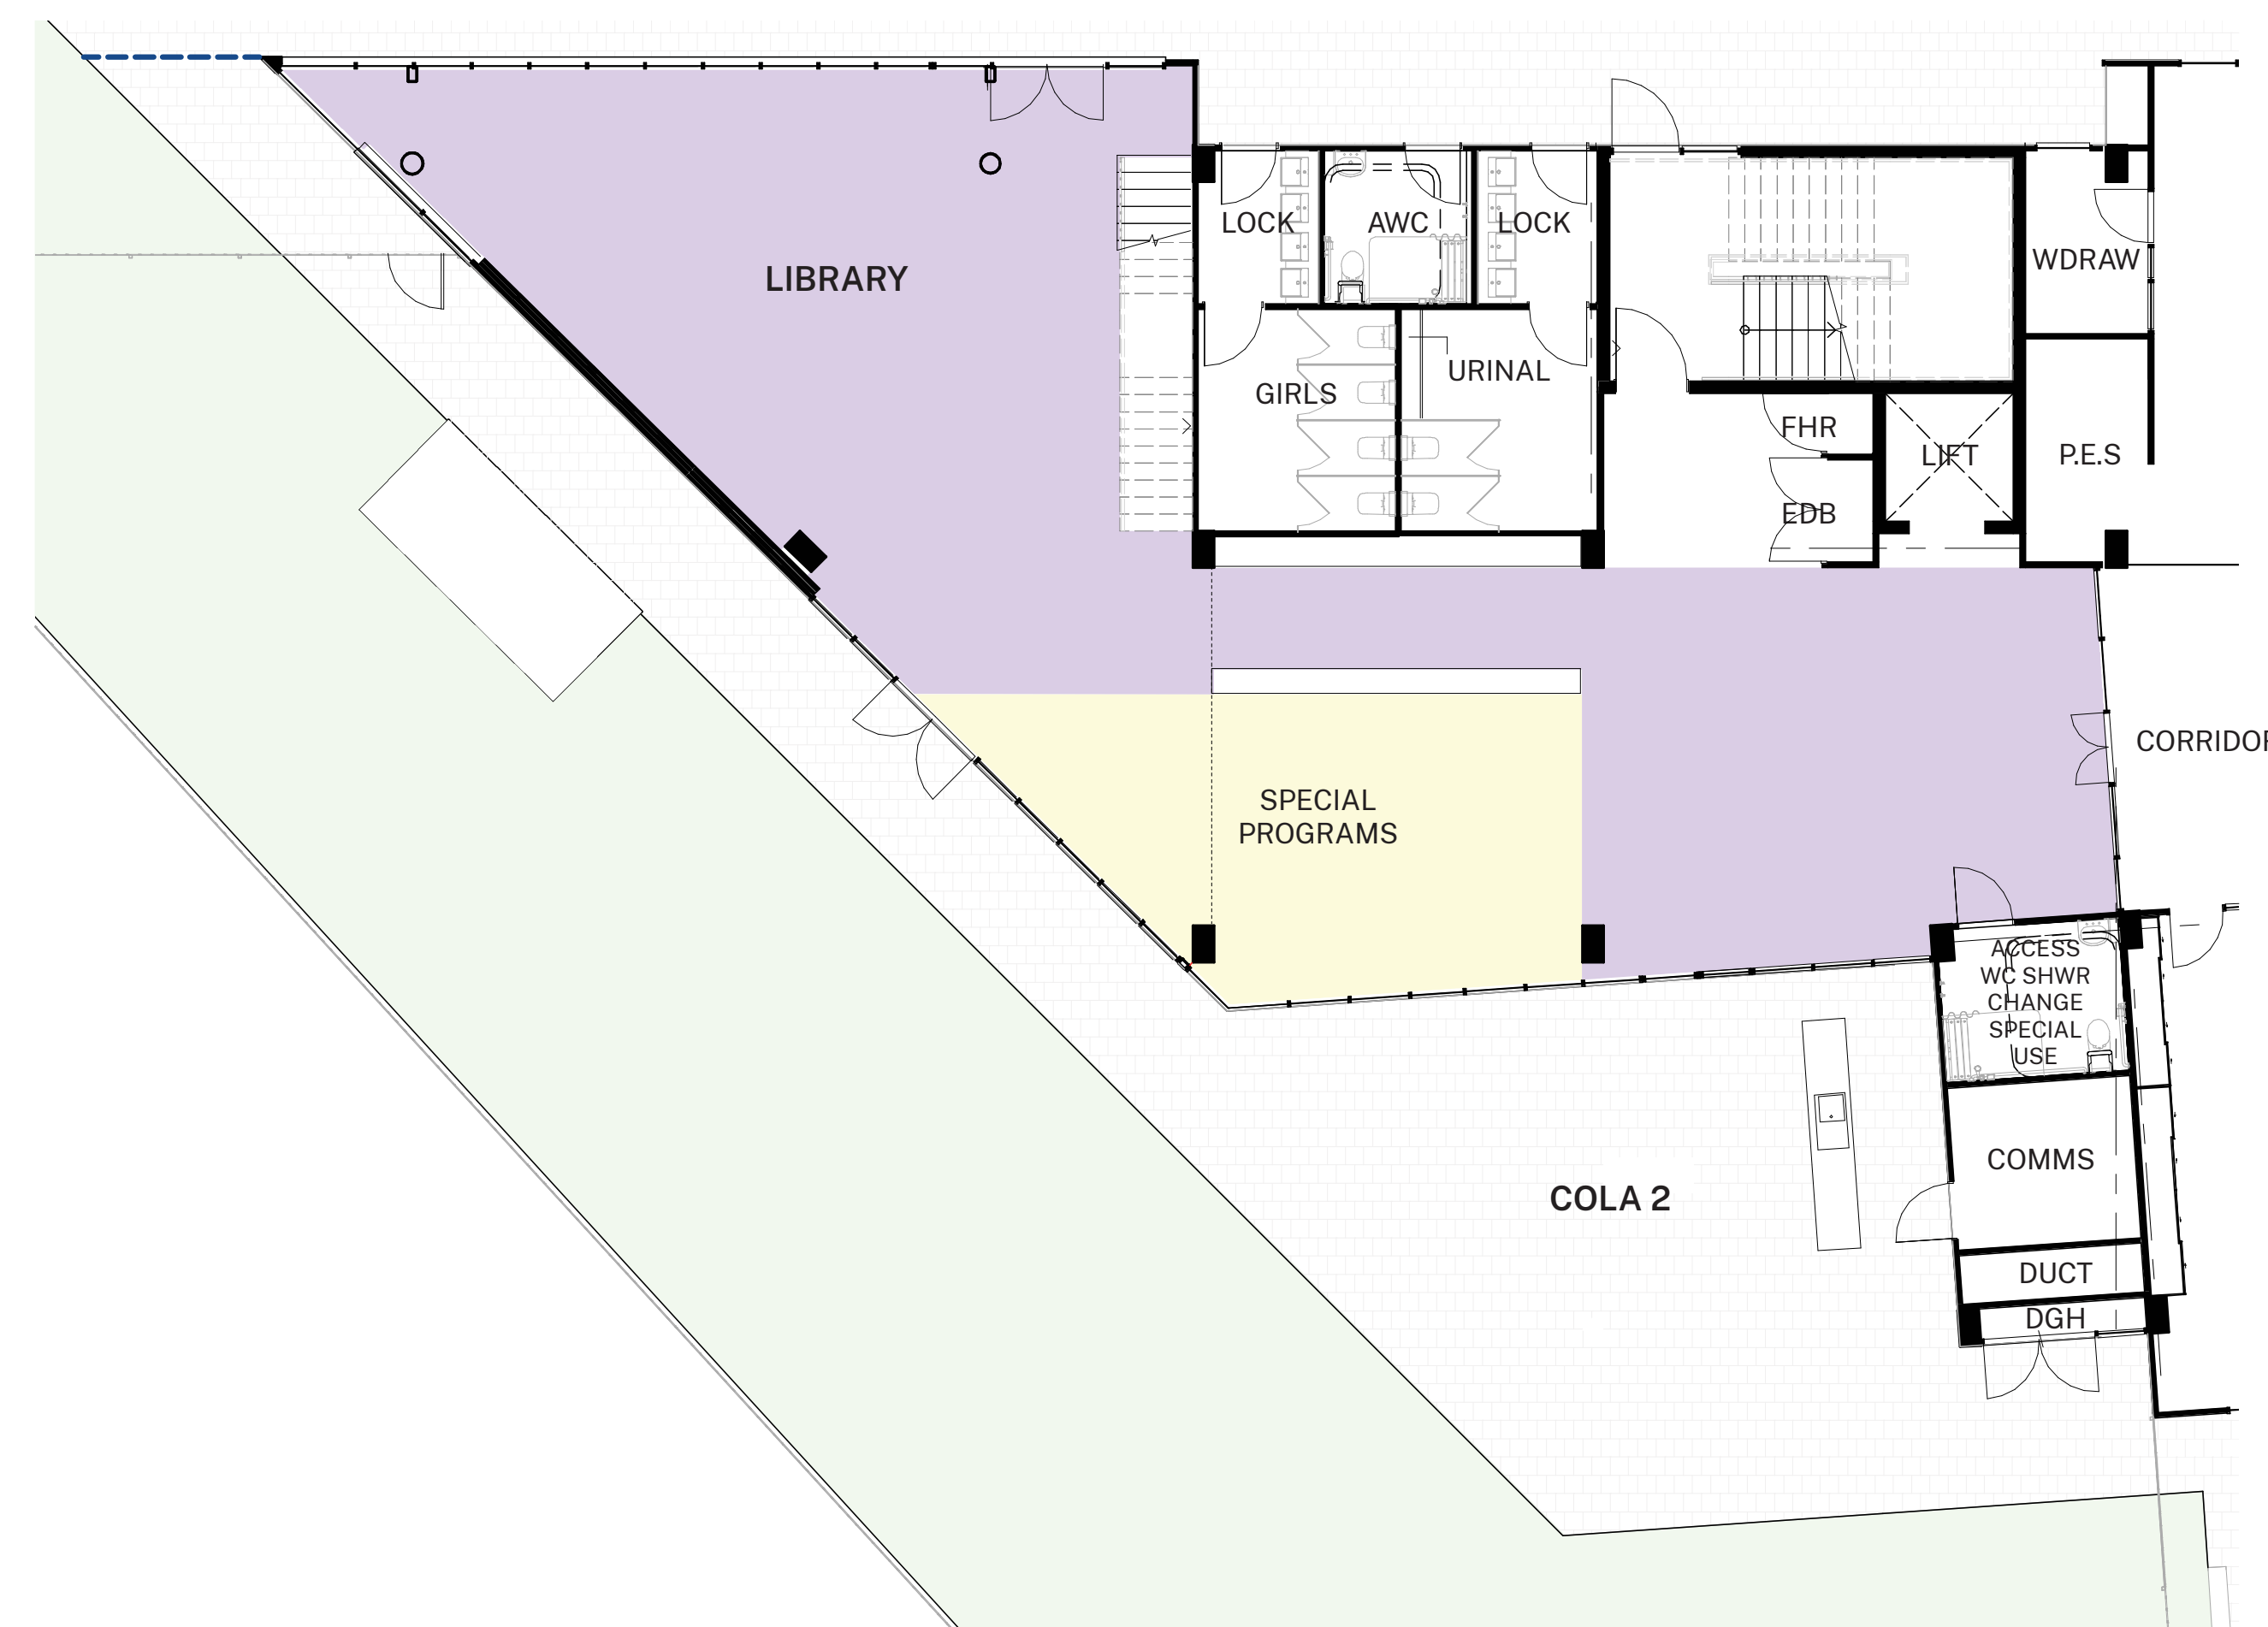 LOCK
AWC
LOCK
LIBRARY
WDRAW
GIRLS
URINAL
FHR
LIFT
P.E.S
EDB
CORRIDOR
SPECIAL
PROGRAMS
ACCESS
WC SHWR
CHANGE
SPECIAL
USE
COMMS
COLA 2
DUCT
DGH